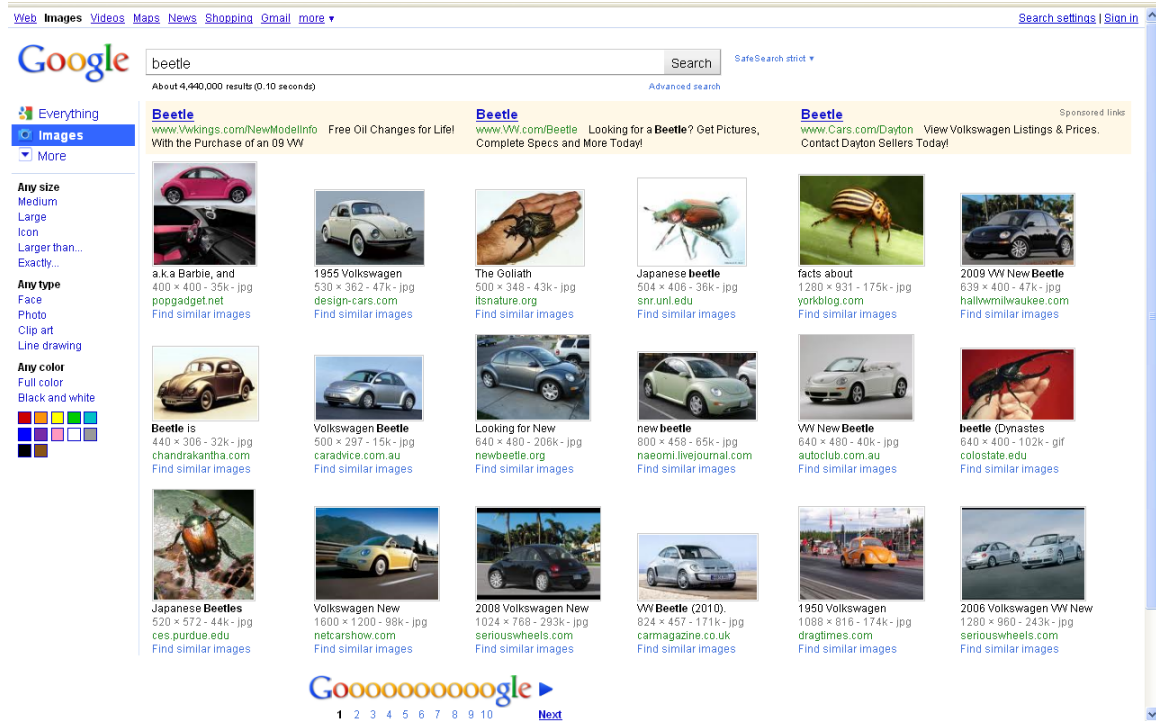 Web Images Videos Maps News Shopping Gmail more ▼
Search settings | Sign in
Google
beetle
Search
SafeSearch strict ▼
About 4,440,000 results (0.10 seconds)
Advanced search
Everything
Images
More
Any size
Medium
Large
Icon
Larger than...
Exactly...
Any type
Face
Photo
Clip art
Line drawing
Any color
Full color
Black and white
Beetle
www.Vwkings.com/NewModelInfo Free Oil Changes for Life!
With the Purchase of an 09 VW
Beetle
www.VW.com/Beetle Looking for a Beetle? Get Pictures,
Complete Specs and More Today!
Beetle
Sponsored links
www.Cars.com/Dayton View Volkswagen Listings & Prices.
Contact Dayton Sellers Today!
a.k.a Barbie, and
400 × 400 - 35k - jpg
popgadget.net
Find similar images
1955 Volkswagen
530 × 362 - 47k - jpg
design-cars.com
Find similar images
The Goliath
500 × 348 - 43k - jpg
itsnature.org
Find similar images
Japanese beetle
504 × 406 - 36k - jpg
snr.unl.edu
Find similar images
facts about
1280 × 931 - 175k - jpg
yorkblog.com
Find similar images
2009 VW New Beetle
639 × 400 - 47k - jpg
hallvwmilwaukee.com
Find similar images
Beetle is
440 × 306 - 32k - jpg
chandrakantha.com
Find similar images
Volkswagen Beetle
500 × 297 - 15k - jpg
caradvice.com.au
Find similar images
Looking for New
640 × 480 - 206k - jpg
newbeetle.org
Find similar images
new beetle
800 × 458 - 65k - jpg
naeomi.livejournal.com
Find similar images
VW New Beetle
640 × 480 - 40k - jpg
autoclub.com.au
Find similar images
beetle (Dynastes
640 × 400 - 102k - gif
colostate.edu
Find similar images
Japanese Beetles
520 × 572 - 44k - jpg
ces.purdue.edu
Find similar images
Volkswagen New
1600 × 1200 - 98k - jpg
netcarshow.com
Find similar images
2008 Volkswagen New
1024 × 768 - 293k - jpg
seriouswheels.com
Find similar images
VW Beetle (2010).
824 × 457 - 171k - jpg
carmagazine.co.uk
Find similar images
1950 Volkswagen
1088 × 816 - 174k - jpg
dragtimes.com
Find similar images
2006 Volkswagen VW New
1280 × 960 - 243k - jpg
seriouswheels.com
Find similar images
Goooooooooogle
1 2 3 4 5 6 7 8 9 10 Next